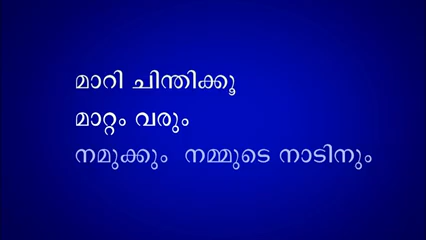 മാറി ചിന്തിക്കൂ
മാറ്റം വരും
നമുക്കും നമ്മുടെ നാടിനും